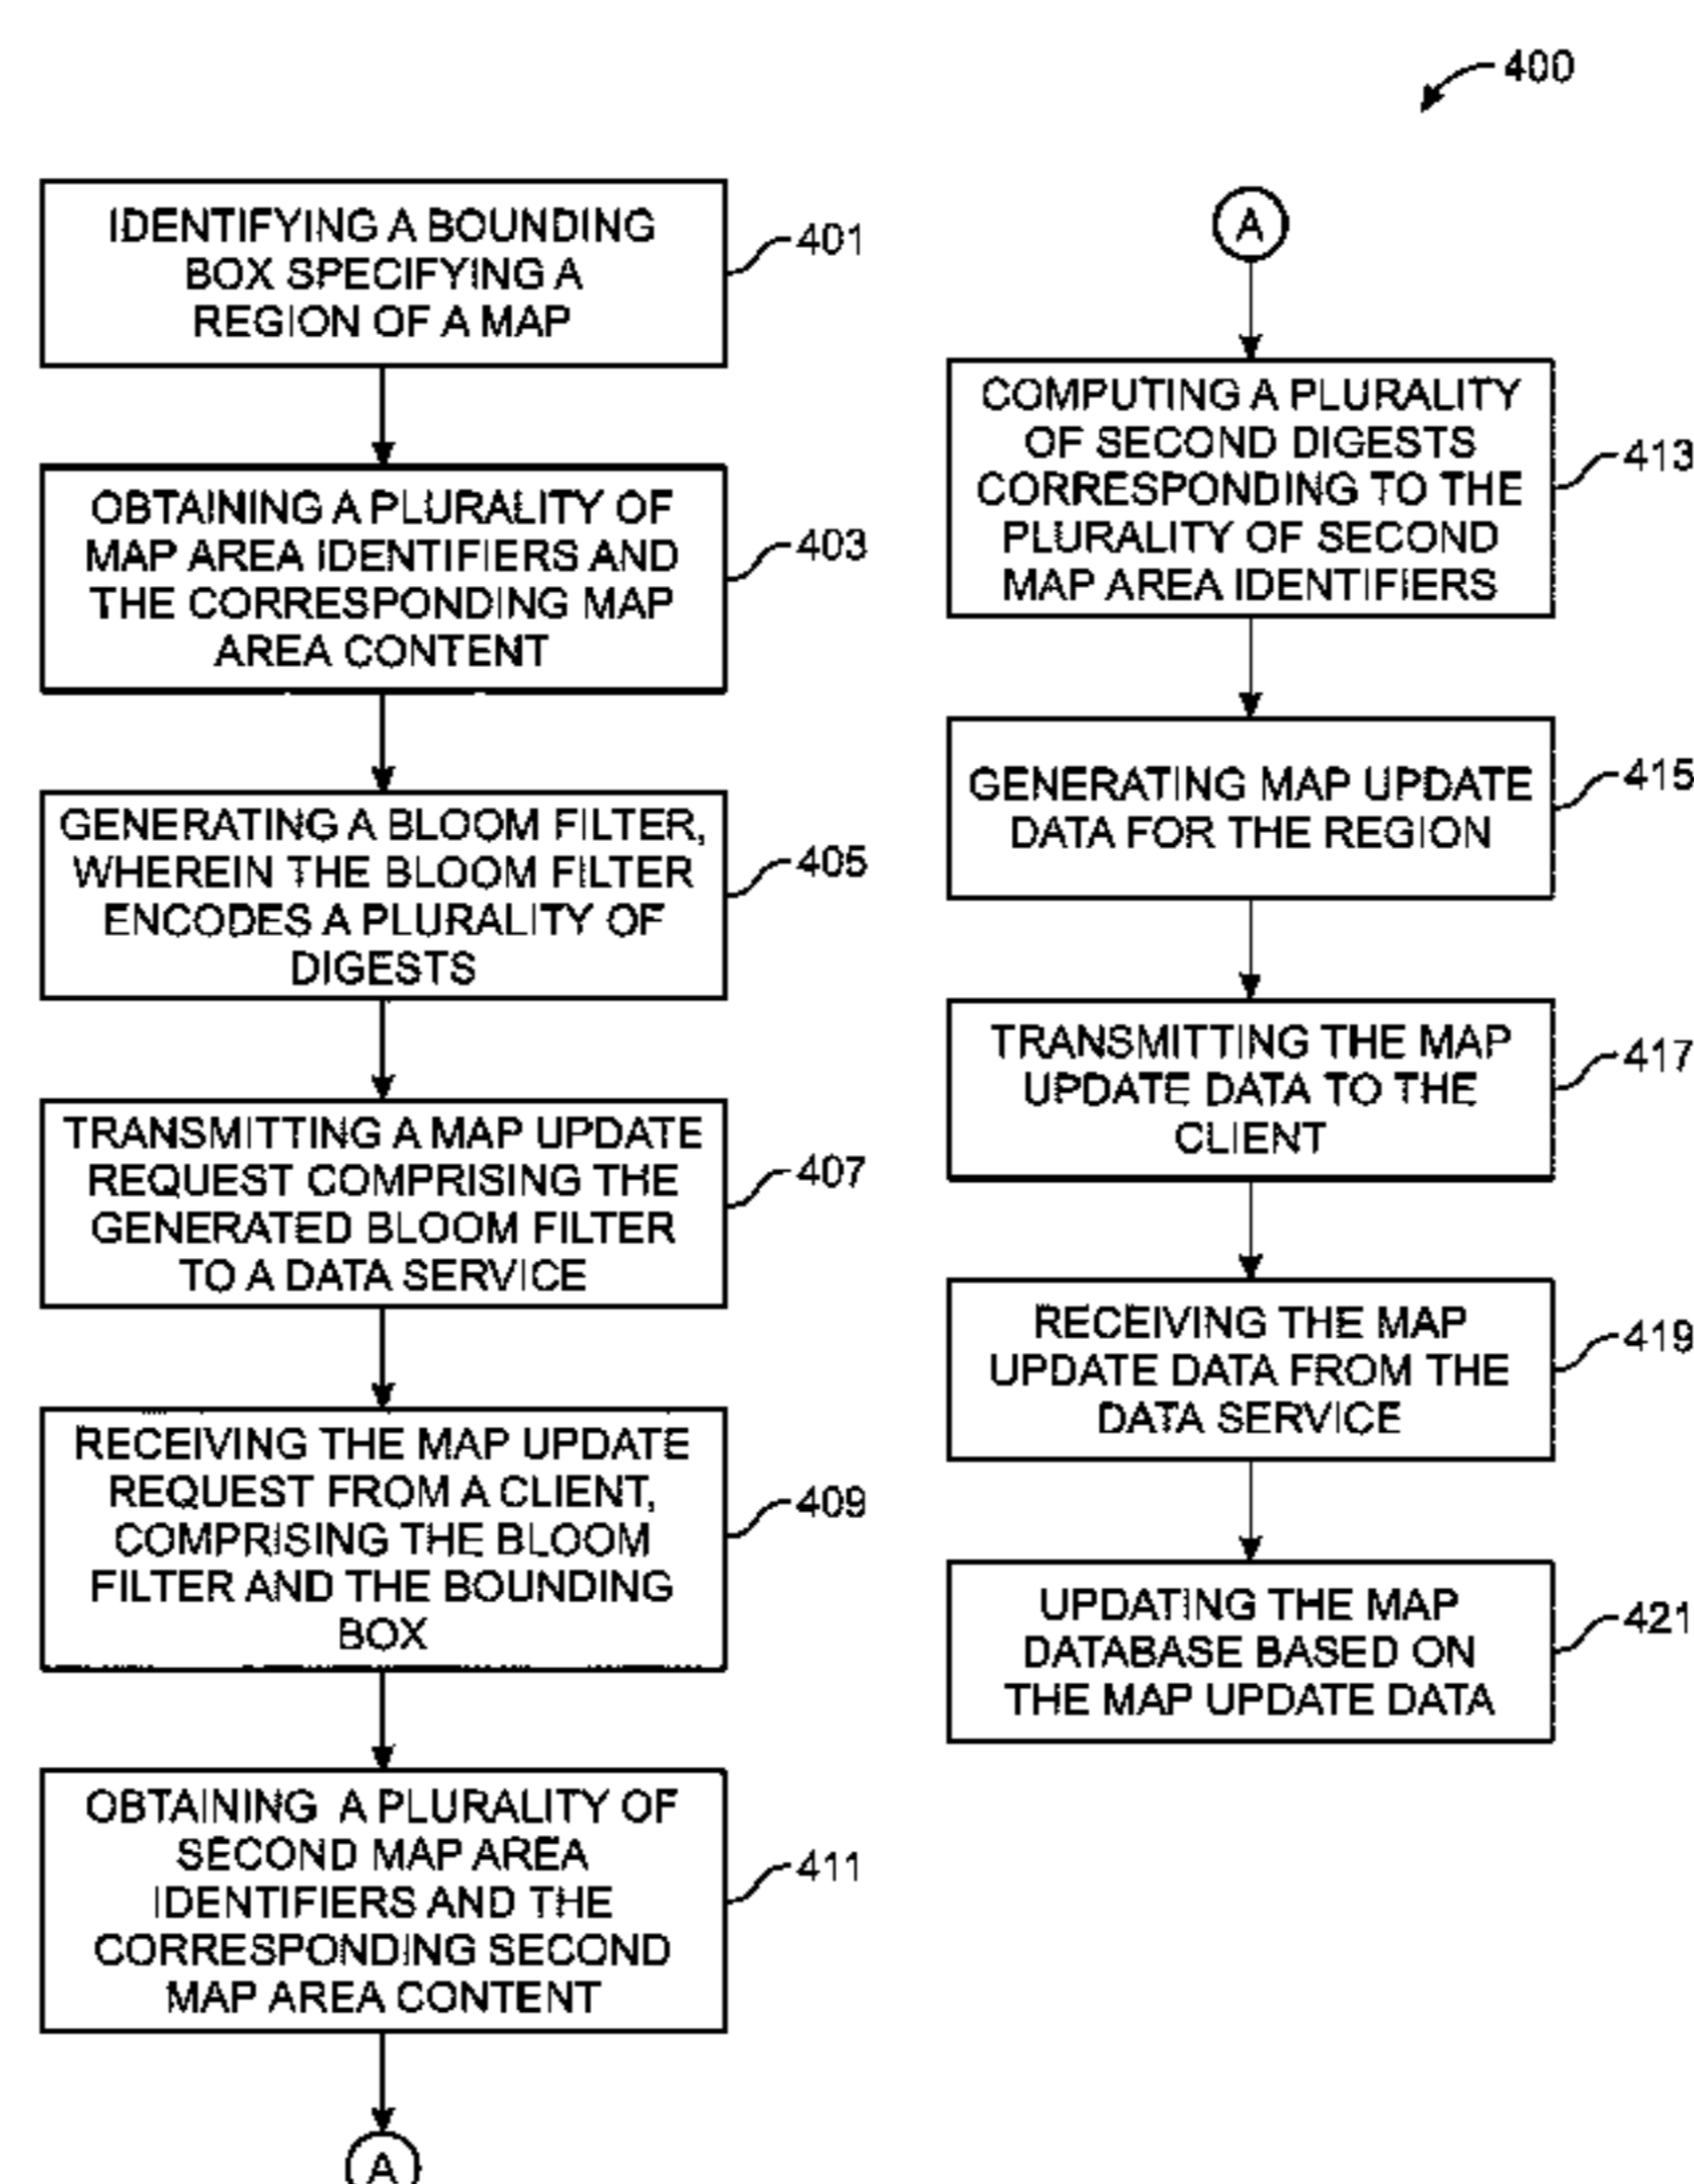 400
IDENTIFYING A BOUNDING
BOX SPECIFYING A
REGION OF A MAP
401
OBTAINING A PLURALITY OF
MAP AREA IDENTIFIERS AND
THE CORRESPONDING MAP
AREA CONTENT
403
GENERATING A BLOOM FILTER,
WHEREIN THE BLOOM FILTER
ENCODES A PLURALITY OF
DIGESTS
405
TRANSMITTING A MAP UPDATE
REQUEST COMPRISING THE
GENERATED BLOOM FILTER
TO A DATA SERVICE
407
RECEIVING THE MAP UPDATE
REQUEST FROM A CLIENT,
COMPRISING THE BLOOM
FILTER AND THE BOUNDING
BOX
409
OBTAINING A PLURALITY OF
SECOND MAP AREA
IDENTIFIERS AND THE
CORRESPONDING SECOND
MAP AREA CONTENT
411
A
A
COMPUTING A PLURALITY
OF SECOND DIGESTS
CORRESPONDING TO THE
PLURALITY OF SECOND
MAP AREA IDENTIFIERS
413
GENERATING MAP UPDATE
DATA FOR THE REGION
415
TRANSMITTING THE MAP
UPDATE DATA TO THE
CLIENT
417
RECEIVING THE MAP
UPDATE DATA FROM THE
DATA SERVICE
419
UPDATING THE MAP
DATABASE BASED ON
THE MAP UPDATE DATA
421